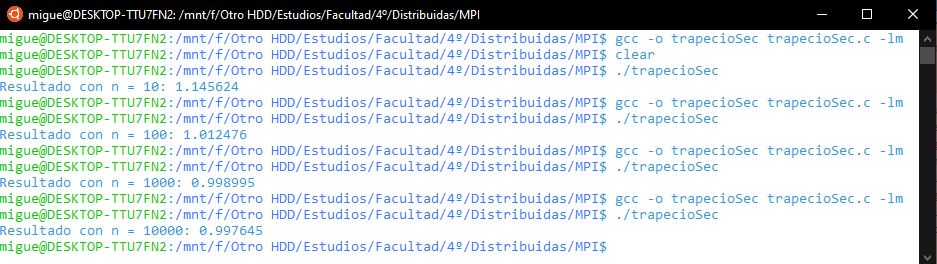 migue@DESKTOP-TTU7FN2: /mnt/f/Otro HDD/Estudios/Facultad/4º/Distribuidas/MPI
migue@DESKTOP-TTU7FN2:/mnt/f/Otro HDD/Estudios/Facultad/4º/Distribuidas/MPI$ gcc -o trapecioSec trapecioSec.c -lm
migue@DESKTOP-TTU7FN2:/mnt/f/Otro HDD/Estudios/Facultad/4º/Distribuidas/MPI$ clear
migue@DESKTOP-TTU7FN2:/mnt/f/Otro HDD/Estudios/Facultad/4º/Distribuidas/MPI$ ./trapecioSec
Resultado con n = 10: 1.145624
migue@DESKTOP-TTU7FN2:/mnt/f/Otro HDD/Estudios/Facultad/4º/Distribuidas/MPI$ gcc -o trapecioSec trapecioSec.c -lm
migue@DESKTOP-TTU7FN2:/mnt/f/Otro HDD/Estudios/Facultad/4º/Distribuidas/MPI$ ./trapecioSec
Resultado con n = 100: 1.012476
migue@DESKTOP-TTU7FN2:/mnt/f/Otro HDD/Estudios/Facultad/4º/Distribuidas/MPI$ gcc -o trapecioSec trapecioSec.c -lm
migue@DESKTOP-TTU7FN2:/mnt/f/Otro HDD/Estudios/Facultad/4º/Distribuidas/MPI$ ./trapecioSec
Resultado con n = 1000: 0.998995
migue@DESKTOP-TTU7FN2:/mnt/f/Otro HDD/Estudios/Facultad/4º/Distribuidas/MPI$ gcc -o trapecioSec trapecioSec.c -lm
migue@DESKTOP-TTU7FN2:/mnt/f/Otro HDD/Estudios/Facultad/4º/Distribuidas/MPI$ ./trapecioSec
Resultado con n = 10000: 0.997645
migue@DESKTOP-TTU7FN2:/mnt/f/Otro HDD/Estudios/Facultad/4º/Distribuidas/MPI$